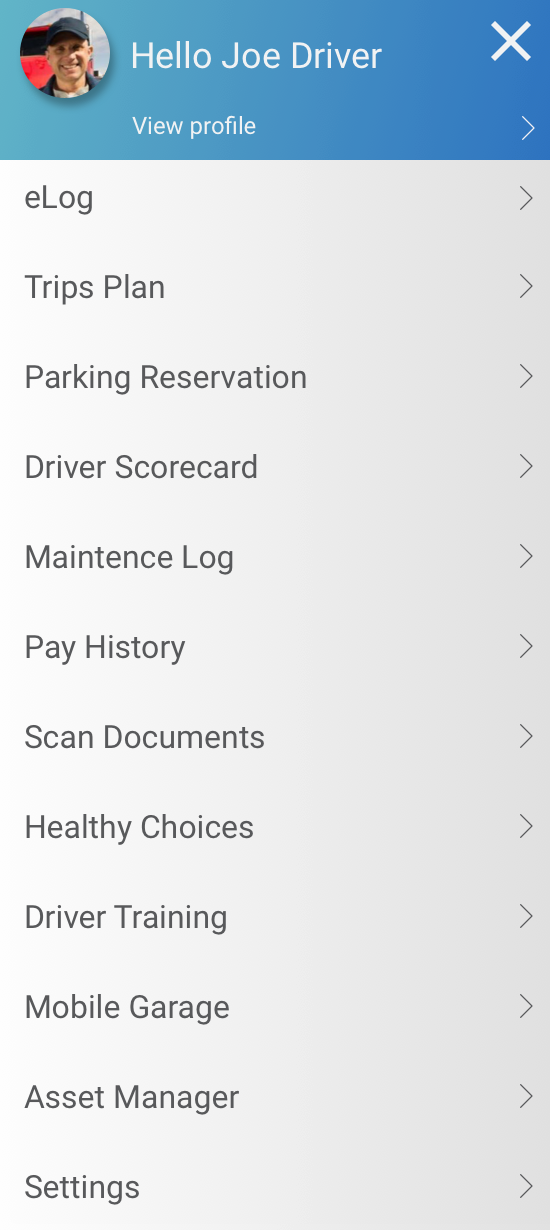 Hello Joe Driver
View profile
eLog
Trips Plan
Parking Reservation
Driver Scorecard
Maintence Log
Pay History
Scan Documents
Healthy Choices
Driver Training
Mobile Garage
Asset Manager
Settings